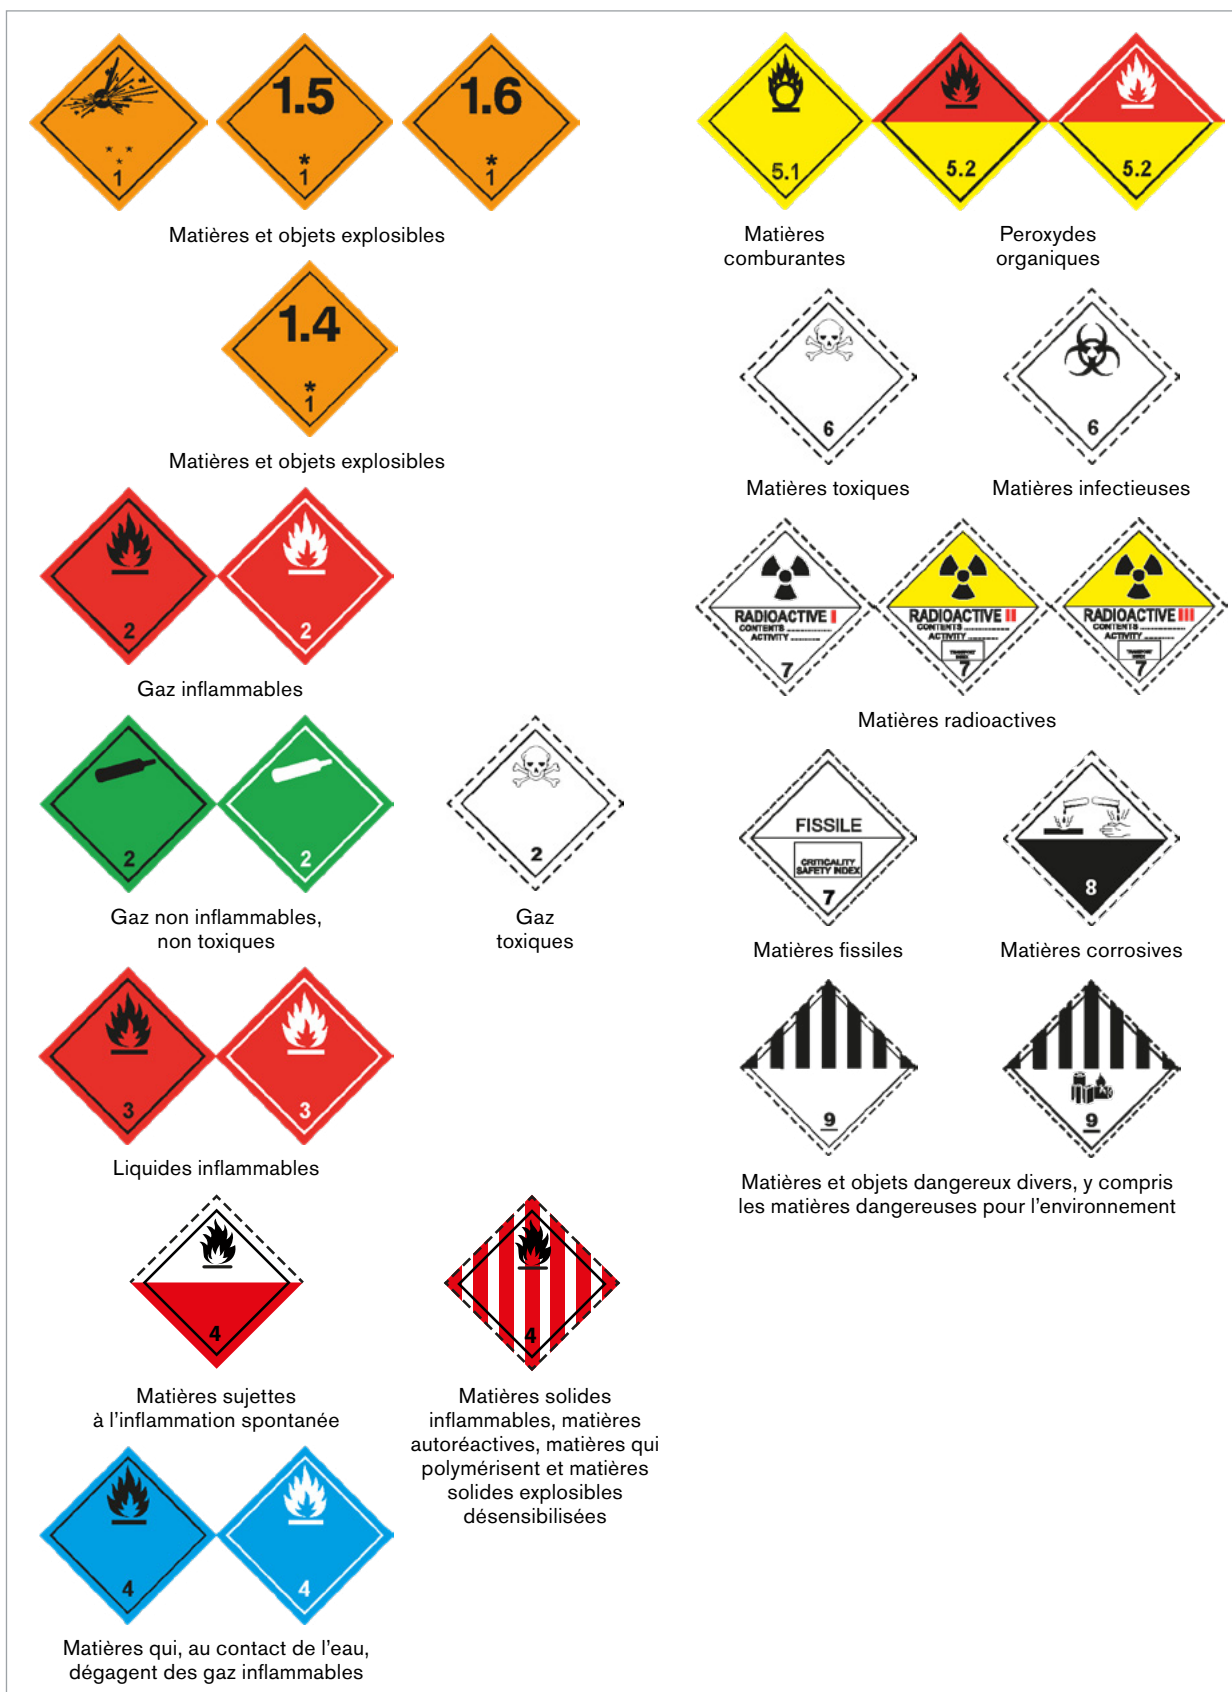 * * *
*
1
1.5
*
1
1.6
*
1
Matières et objets explosibles
1.4
*
1
Matières et objets explosibles
2
2
Gaz inflammables
2
2
Gaz non inflammables,
non toxiques
2
Gaz
toxiques
3
3
Liquides inflammables
4
Matières sujettes
à l’inflammation spontanée
4
Matières solides
inflammables, matières
autoréactives, matières qui
polymérisent et matières
solides explosibles
désensibilisées
4
4
Matières qui, au contact de l’eau,
dégagent des gaz inflammables
5.1
Matières
comburantes
5.2
5.2
Peroxydes
organiques
6
Matières toxiques
6
Matières infectieuses
RADIOACTIVE I
CONTENTS ...............
ACTIVITY ...........
7
RADIOACTIVE II
CONTENTS ...............
ACTIVITY ...........
TRANSPORT
INDEX
7
RADIOACTIVE III
CONTENTS ...............
ACTIVITY ...........
TRANSPORT
INDEX
7
Matières radioactives
FISSILE
CRITICALITY
SAFETY INDEX
7
Matières fissiles
8
Matières corrosives
9
9
Matières et objets dangereux divers, y compris
les matières dangereuses pour l’environnement